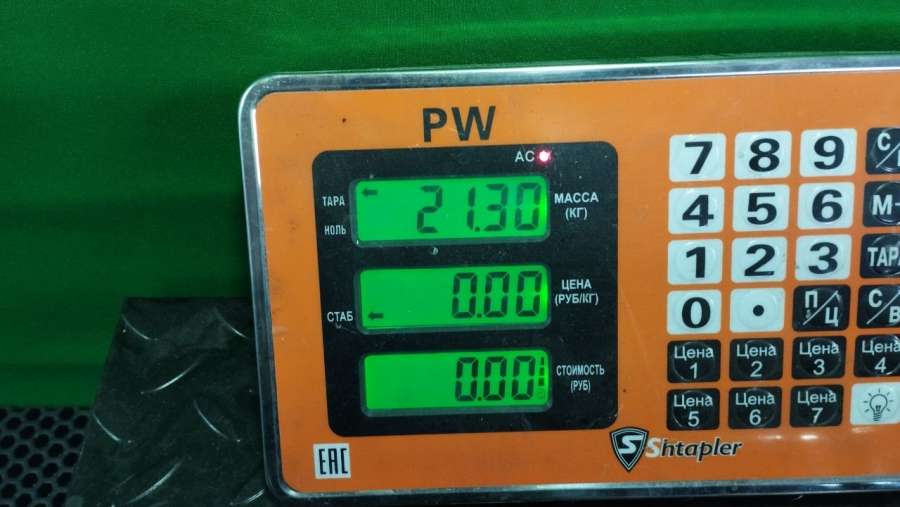 PW
AC
ТАРА
НОЛЬ
21.30
МАССА
(КГ)
СТАБ
0.00
ЦЕНА
(РУБ/КГ)
0.00
СТОИМОСТЬ
(РУБ)
EAC
S Shtapler
7 8 9 С/
4 5 6 М-
1 2 3 ТАР
0 . П/Ц С/В
Цена 1
Цена 2
Цена 3
Цена 4
Цена 5
Цена 6
Цена 7